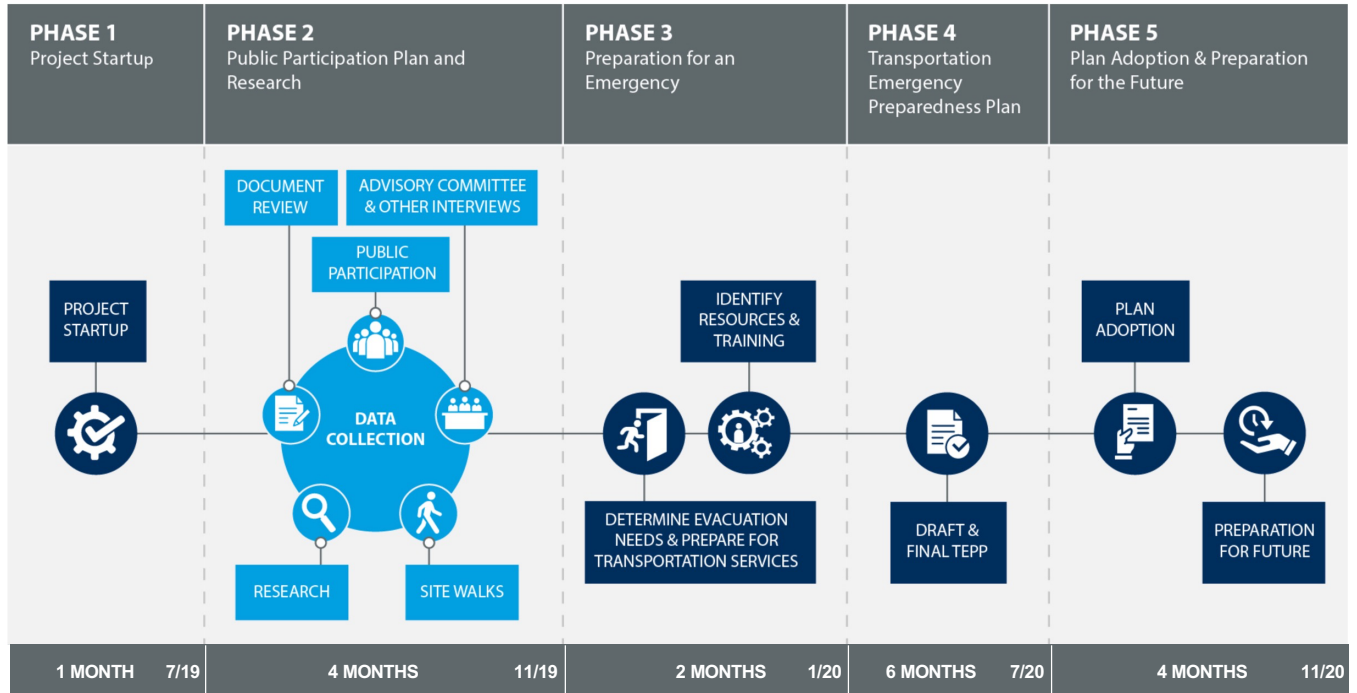 PHASE 1
Project Startup
PHASE 2
Public Participation Plan and
Research
PHASE 3
Preparation for an
Emergency
PHASE 4
Transportation
Emergency
Preparedness Plan
PHASE 5
Plan Adoption & Preparation
for the Future
PROJECT
STARTUP
DOCUMENT
REVIEW
ADVISORY COMMITTEE
& OTHER INTERVIEWS
PUBLIC
PARTICIPATION
DATA
COLLECTION
RESEARCH
SITE WALKS
IDENTIFY
RESOURCES &
TRAINING
DETERMINE EVACUATION
NEEDS & PREPARE FOR
TRANSPORTATION SERVICES
DRAFT &
FINAL TEPP
PLAN
ADOPTION
PREPARATION
FOR FUTURE
1 MONTH 7/19
4 MONTHS 11/19
2 MONTHS 1/20
6 MONTHS 7/20
4 MONTHS 11/20